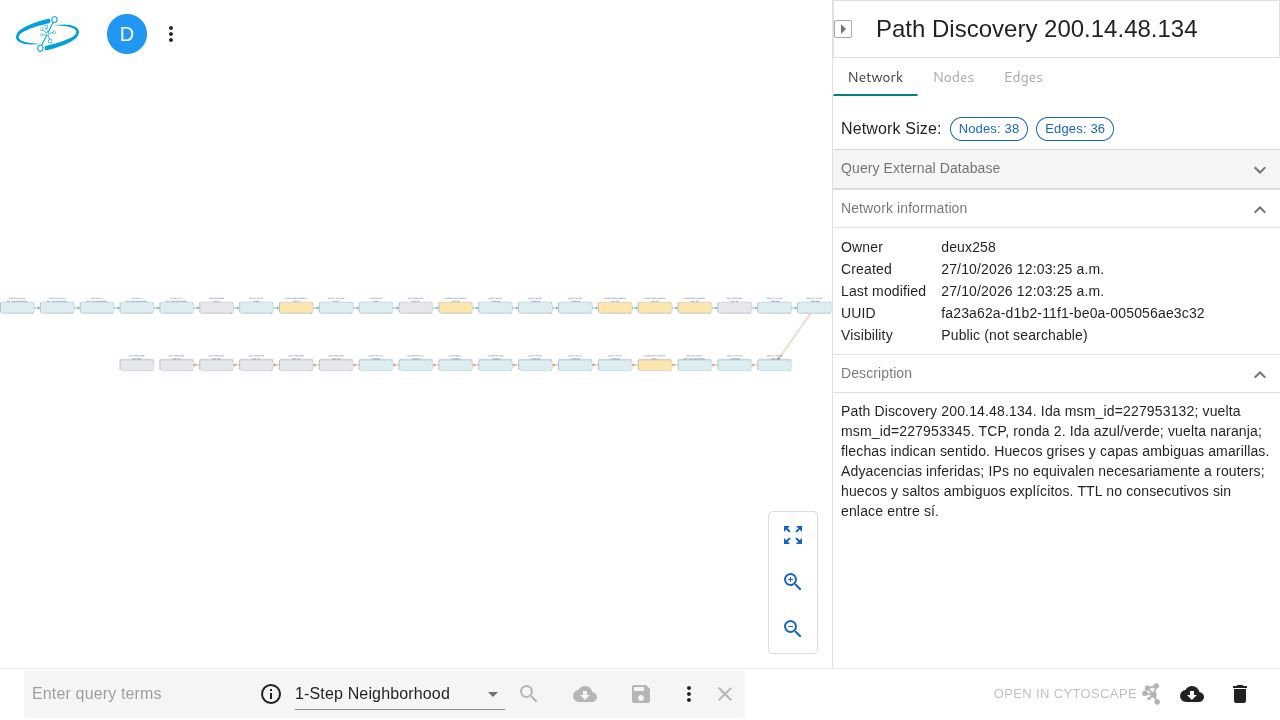 D
Path Discovery 200.14.48.134
Network
Nodes
Edges
Network Size:
Nodes: 38
Edges: 36
Query External Database
Network information
Owner deux258
Created 27/10/2026 12:03:25 a.m.
Last modified 27/10/2026 12:03:25 a.m.
UUID fa23a62a-d1b2-11f1-be0a-005056ae3c32
Visibility Public (not searchable)
Description
Path Discovery 200.14.48.134. Ida msm_id=227953132; vuelta
msm_id=227953345. TCP, ronda 2. Ida azul/verde; vuelta naranja;
flechas indican sentido. Huecos grises y capas ambiguas amarillas.
Adyacencias inferidas; IPs no equivalen necesariamente a routers;
huecos y saltos ambiguos explícitos. TTL no consecutivos sin
enlace entre sí.
Enter query terms
1-Step Neighborhood
OPEN IN CYTOSCAPE